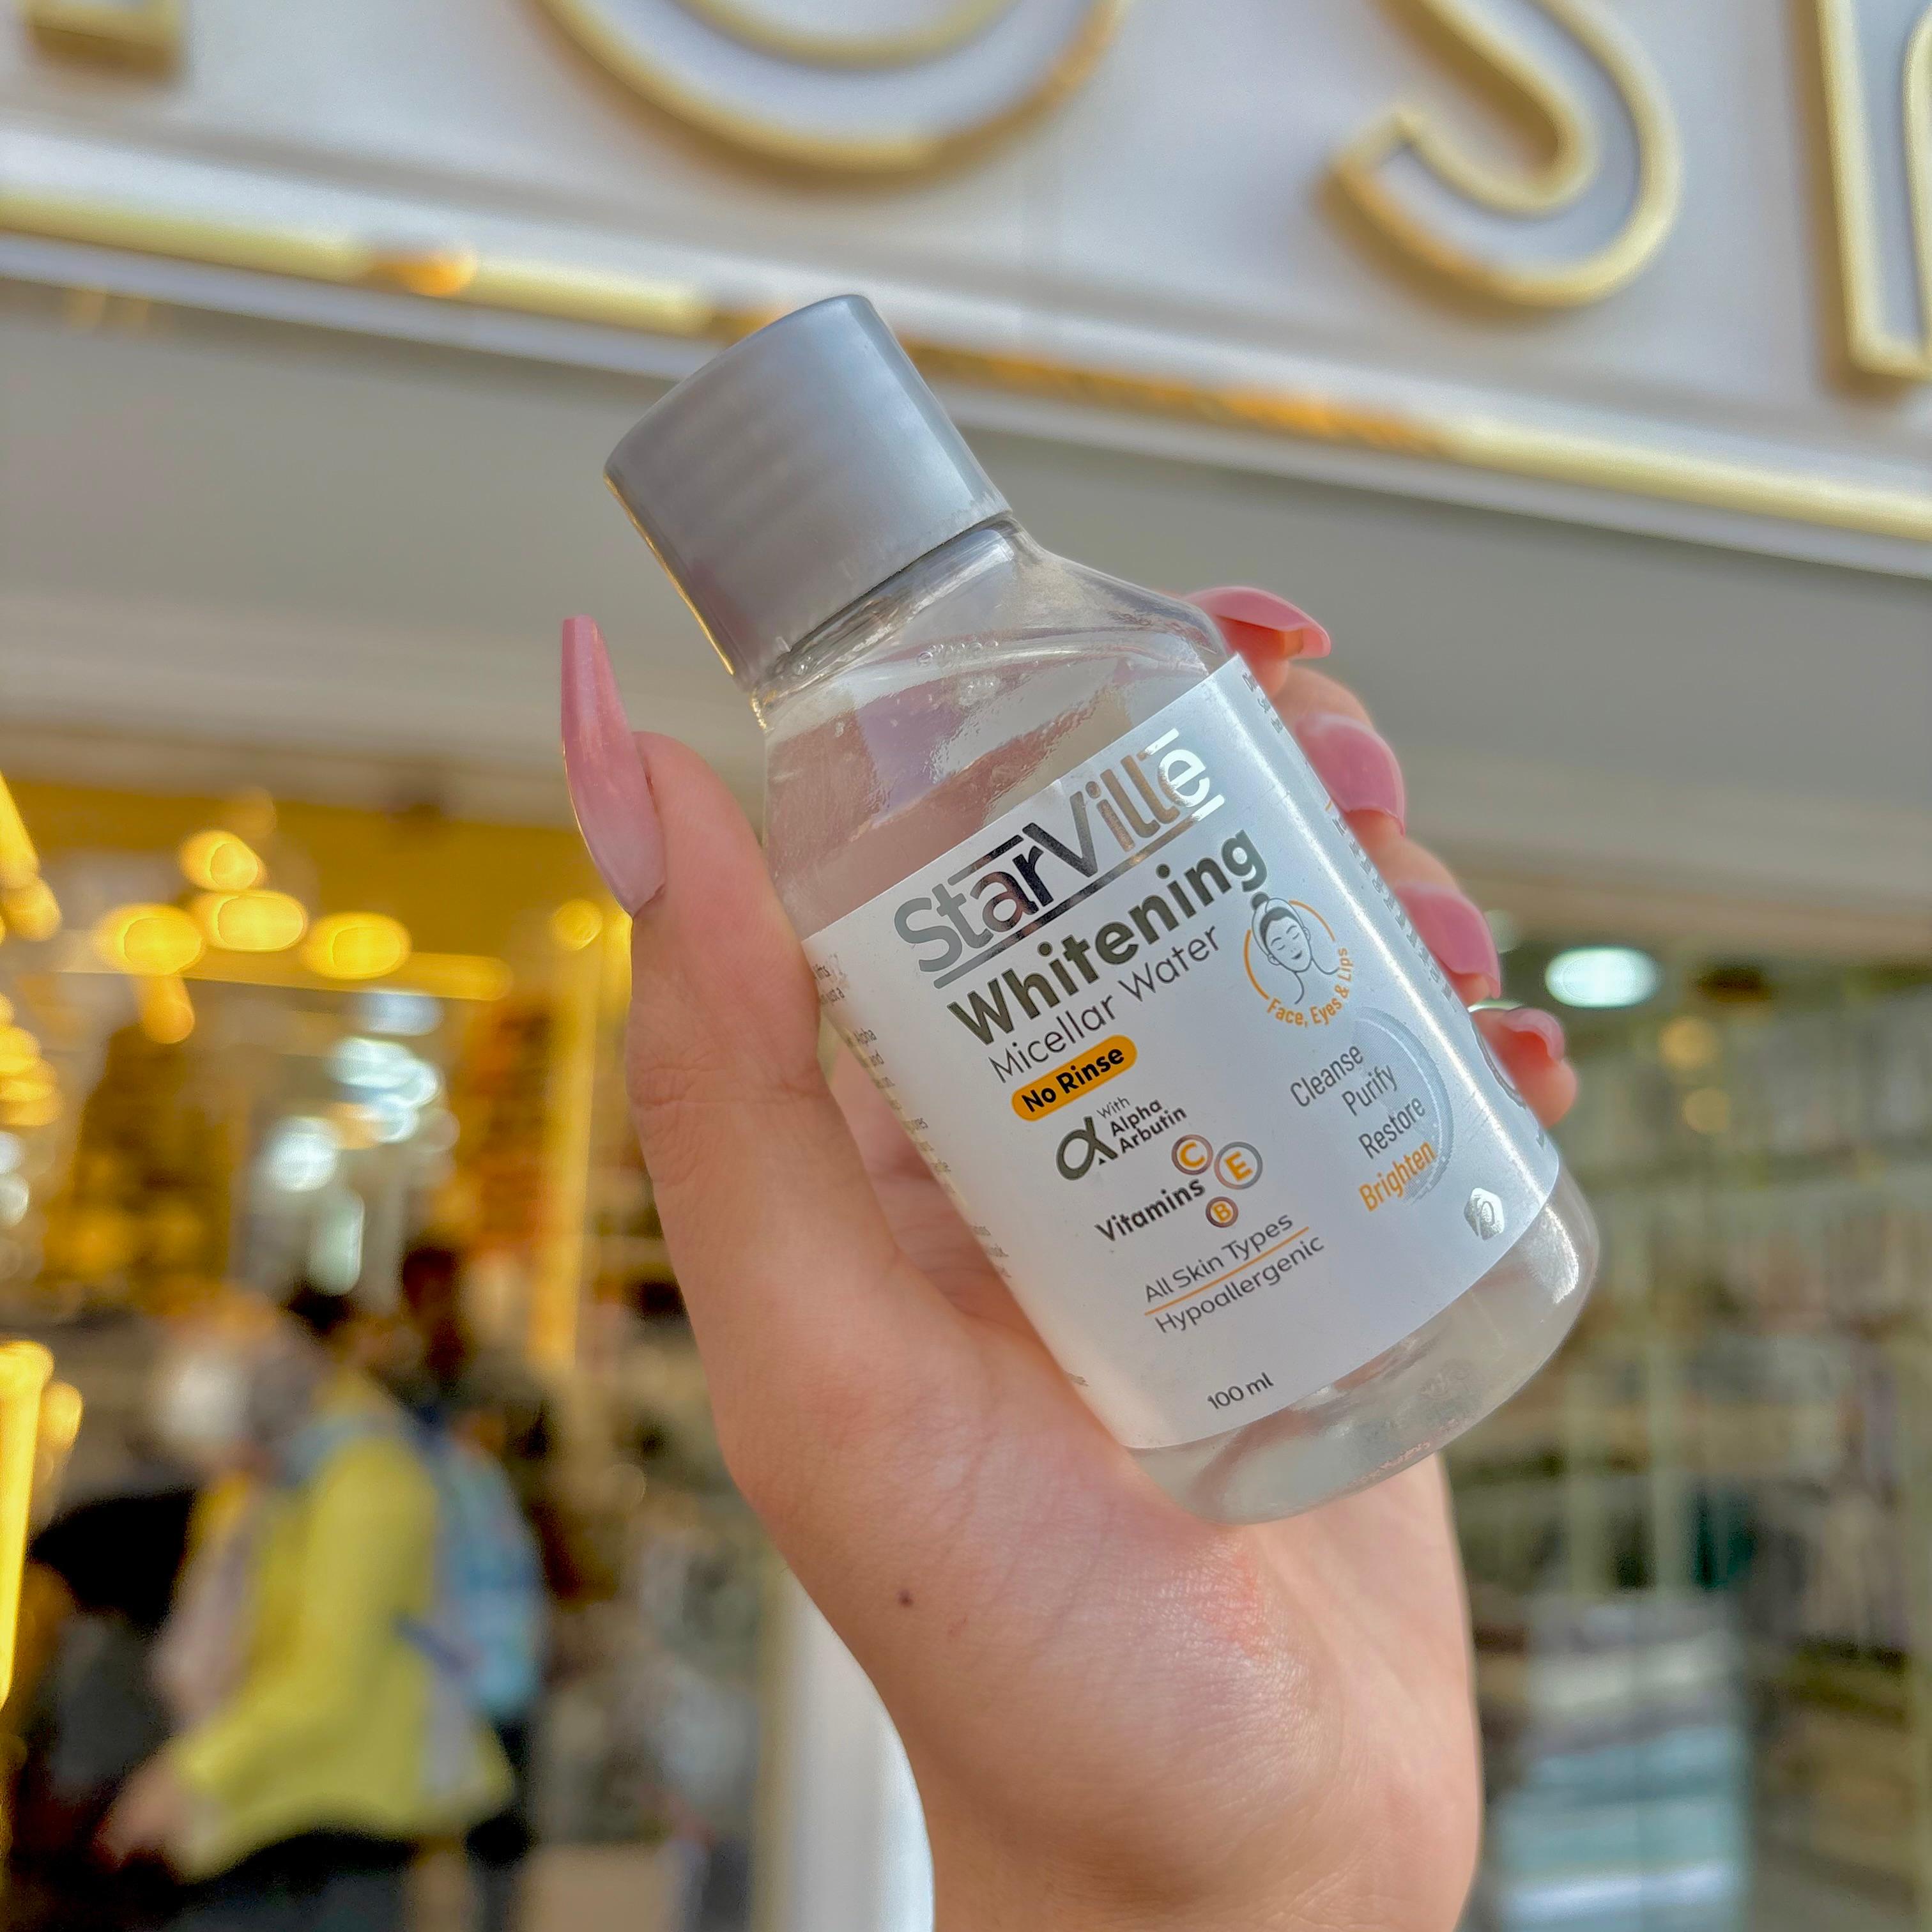 OSh
StarVille
Whitening
Micellar Water
No Rinse
With
Alpha
Arbutin
Vitamins C E B
All Skin Types
Hypoallergenic
100 ml
Face, Eyes & Lips
Cleanse
Purify
Restore
Brighten